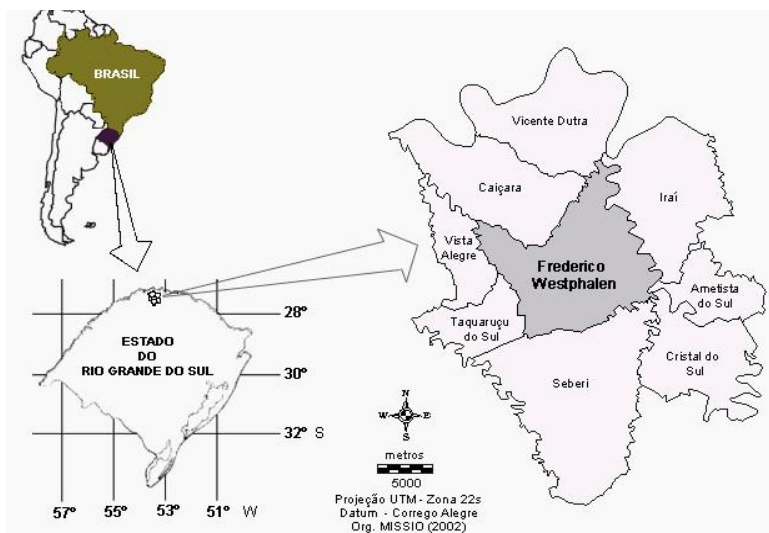 BRASIL
Vicente Dutra
Caiçara
Iraí
Vista
Alegre
Frederico
Westphalen
Ametista
do Sul
Taquaruçu
do Sul
Cristal do
Sul
Seberi
ESTADO
DO
RIO GRANDE DO SUL
28º
30º
32º S
57º 55º 53º 51º W
N
W E
S
metros
5000
Projeção UTM - Zona 22s
Datum - Corrego Alegre
Org. MISSIO (2002)